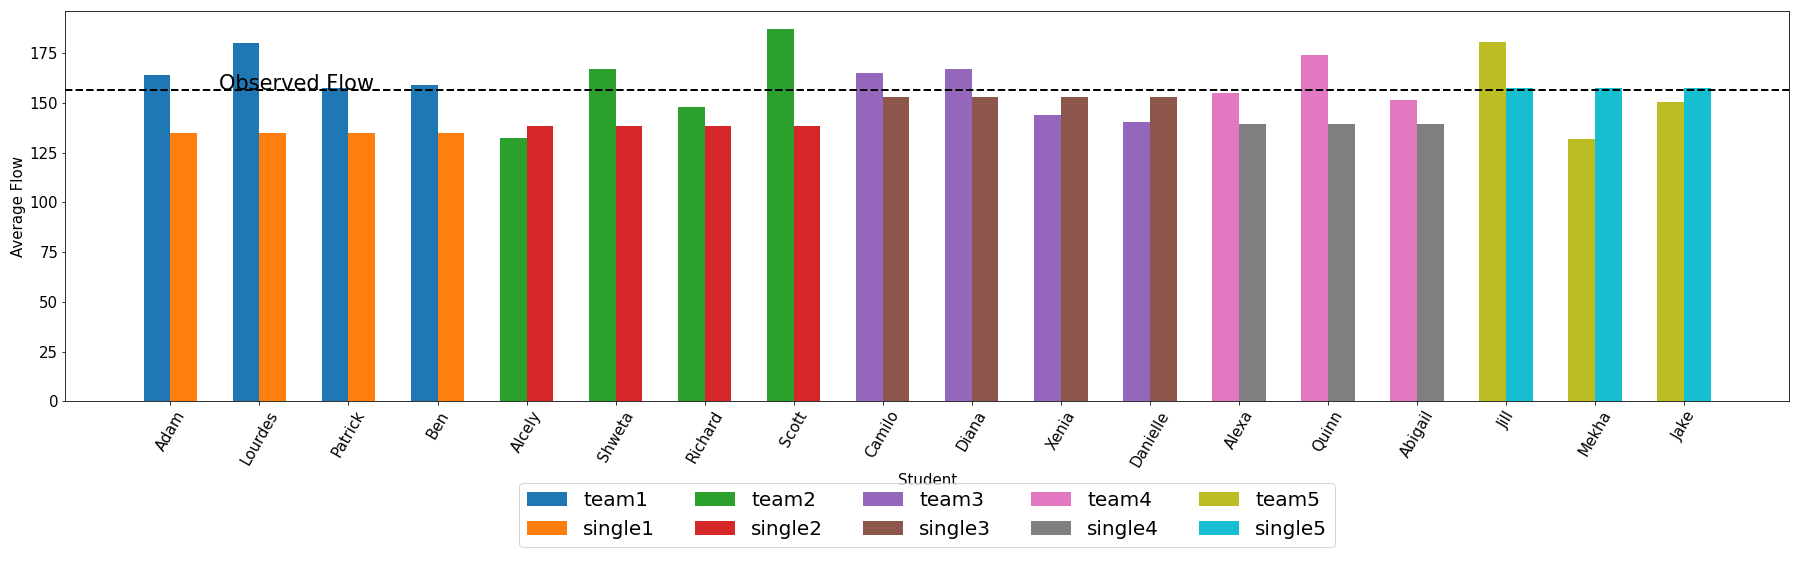 Observed Flow
Average Flow
175
150
125
100
75
50
25
0
Adam Lourdes Patrick Ben Alcely Shweta Richard Scott Camilo Diana Xenia Danielle Alexa Quinn Abigail Jill Mekha Jake
Student
team1 team2 team3 team4 team5
single1 single2 single3 single4 single5